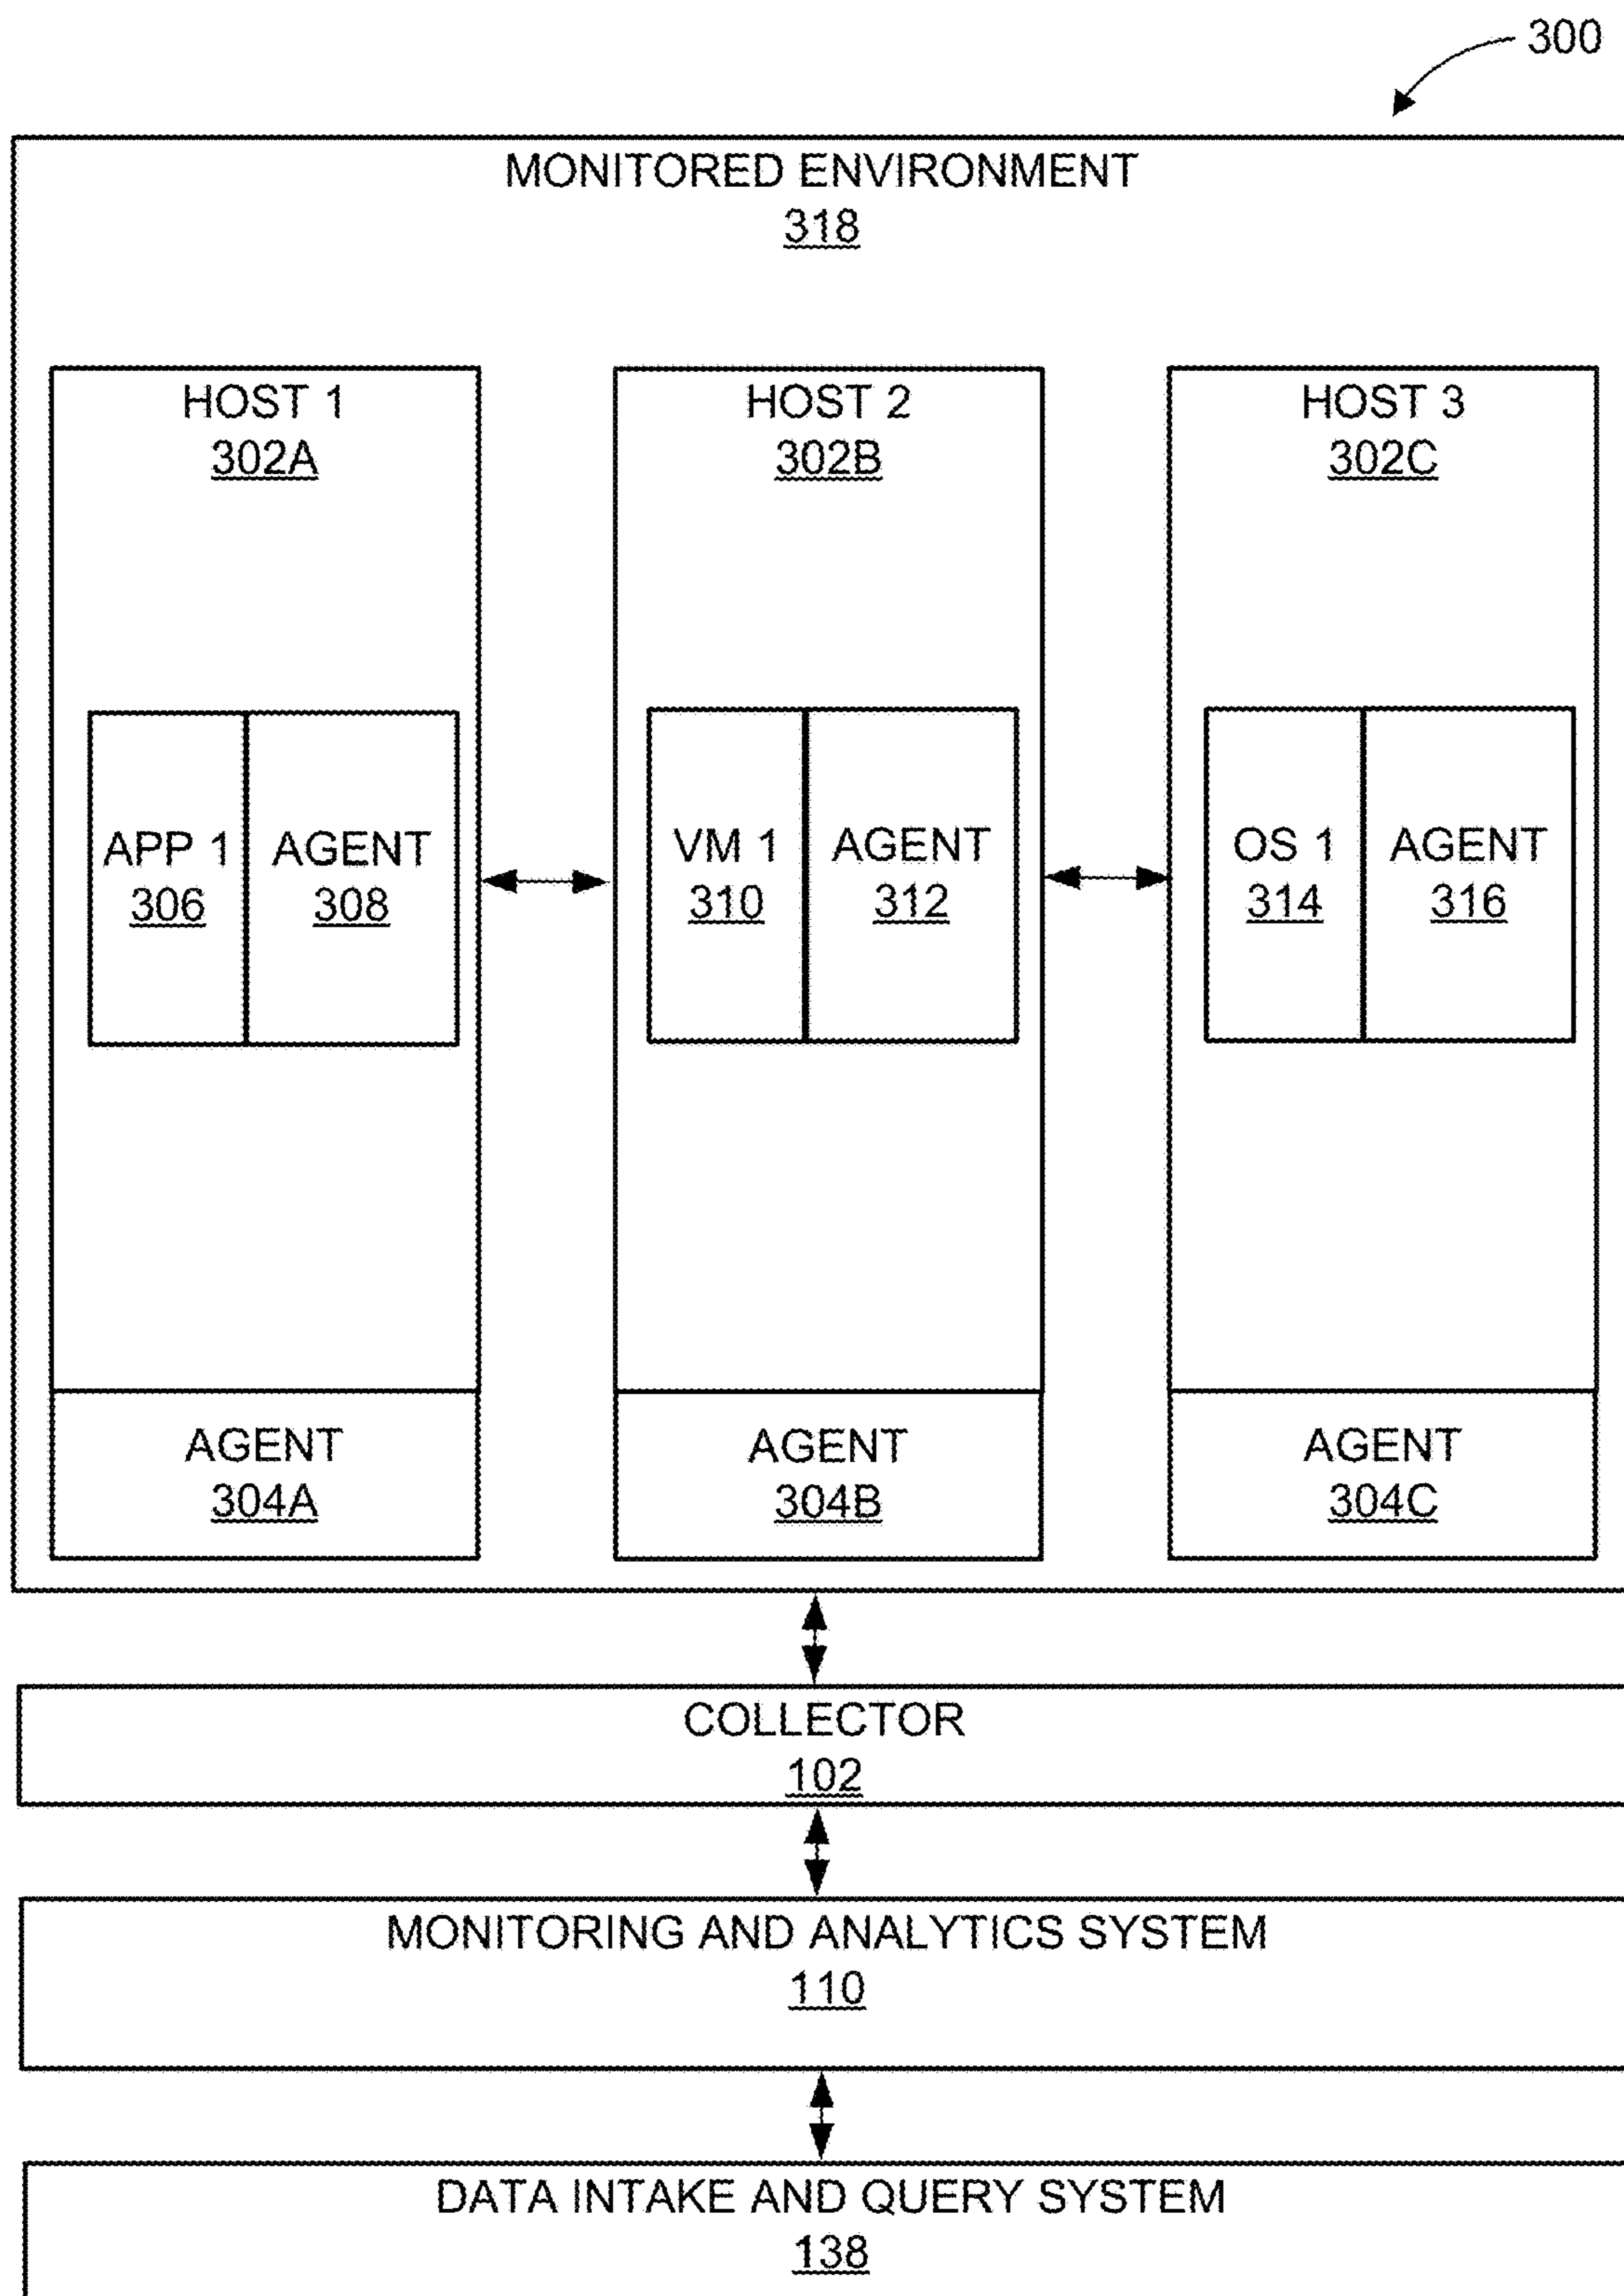 300
MONITORED ENVIRONMENT
318
HOST 1
302A
HOST 2
302B
HOST 3
302C
APP 1
306
AGENT
308
VM 1
310
AGENT
312
OS 1
314
AGENT
316
AGENT
304A
AGENT
304B
AGENT
304C
COLLECTOR
102
MONITORING AND ANALYTICS SYSTEM
110
DATA INTAKE AND QUERY SYSTEM
138